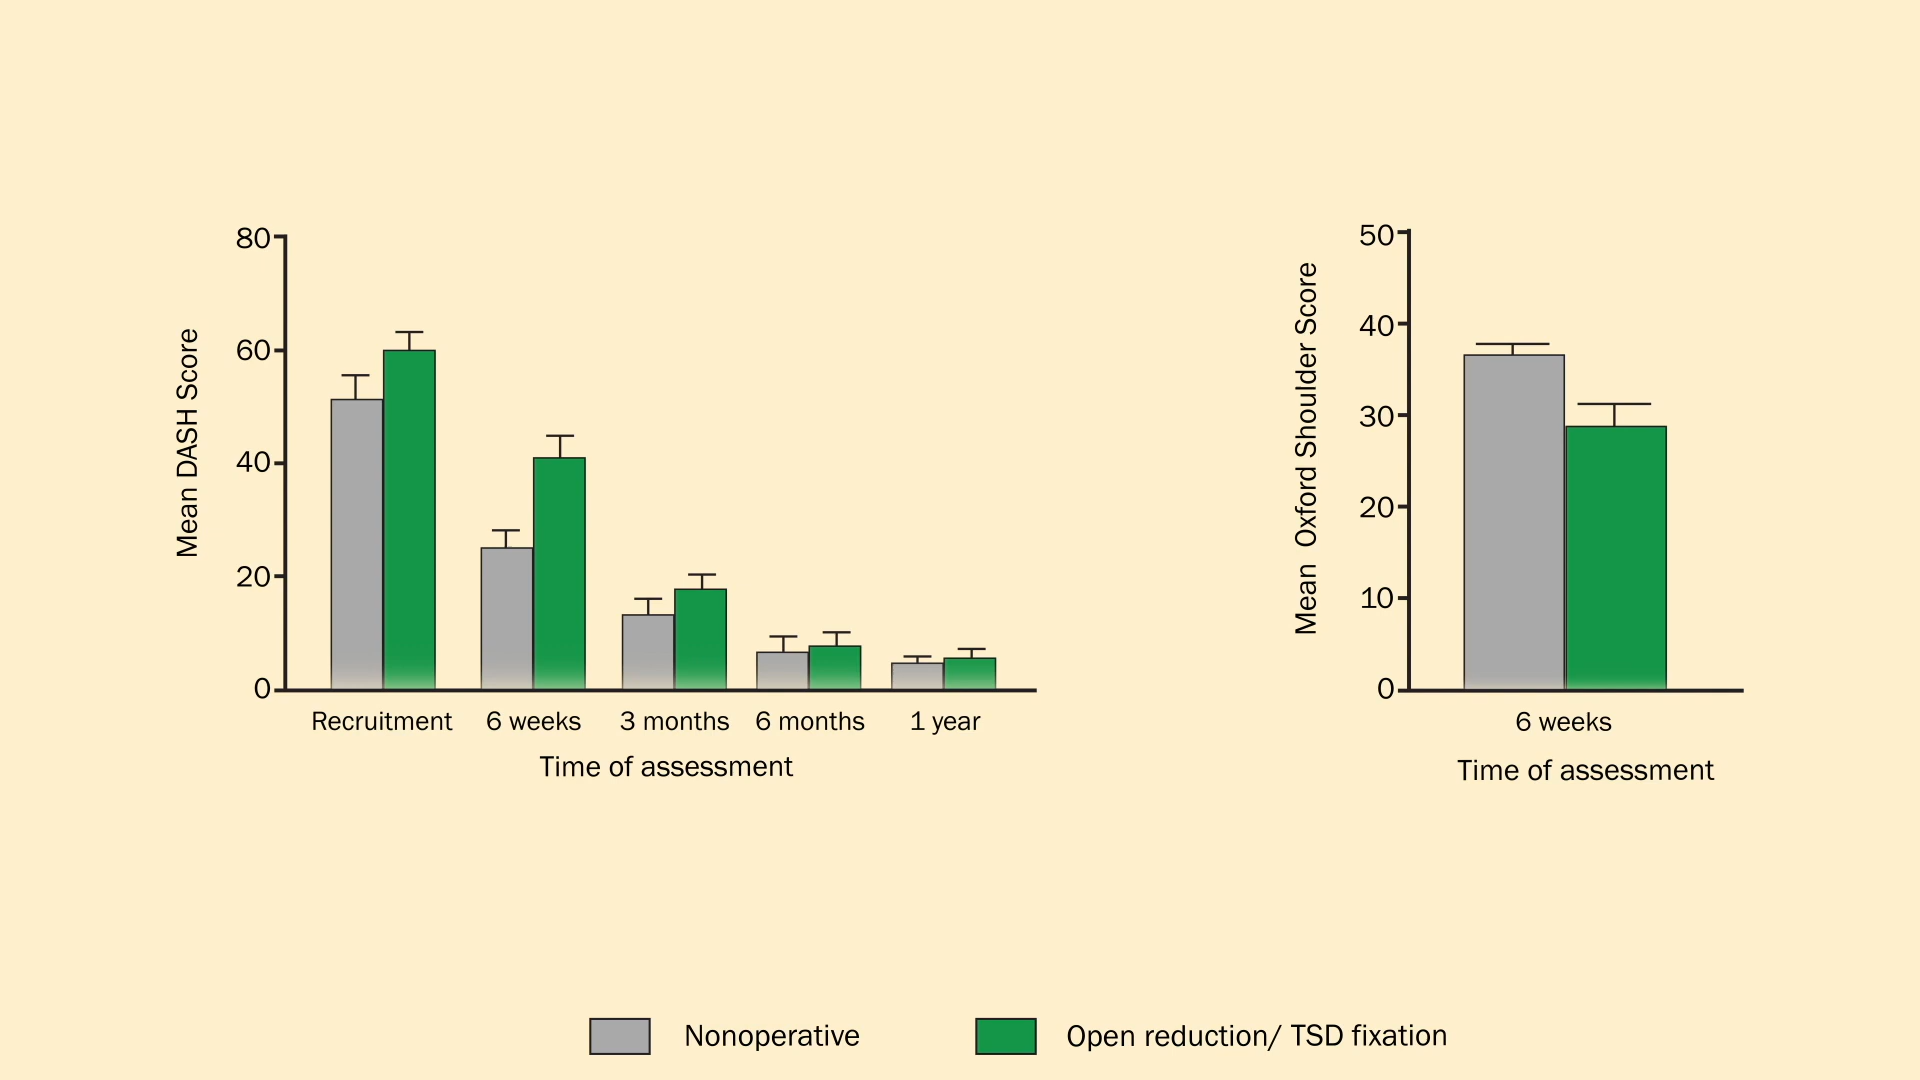 80
60
40
20
0
Mean DASH Score
Recruitment
6 weeks
3 months
6 months
1 year
Time of assessment
50
40
30
20
10
0
Mean Oxford Shoulder Score
6 weeks
Time of assessment
Nonoperative
Open reduction/ TSD fixation